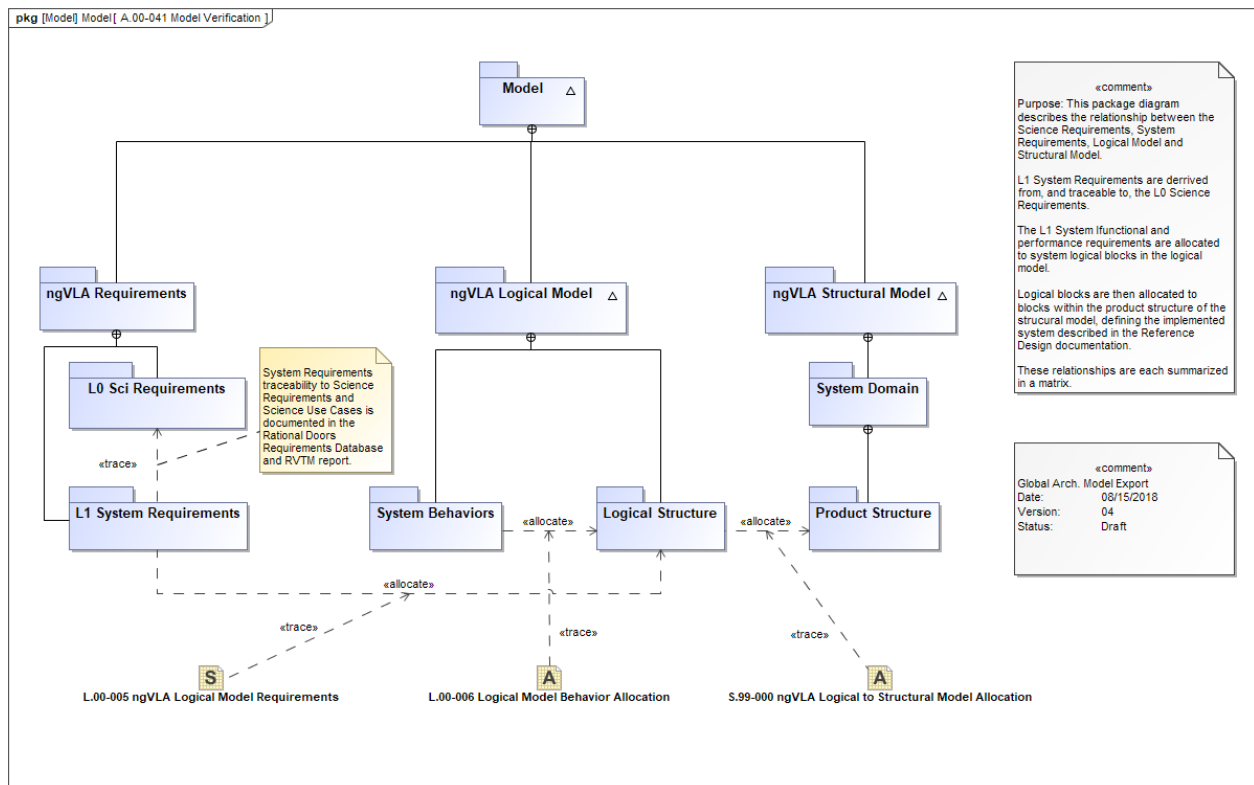 pkg [Model] Model[ A.00-041 Model Verification ]
Model
«comment»
Purpose: This package diagram
describes the relationship between the
Science Requirements, System
Requirements, Logical Model and
Structural Model.
L1 System Requirements are derrived
from, and traceable to, the L0 Science
Requirements.
The L1 System lfunctional and
performance requirements are allocated
to system logical blocks in the logical
model.
Logical blocks are then allocated to
blocks within the product structure of the
strucural model, defining the implemented
system described in the Reference
Design documentation.
These relationships are each summarized
in a matrix.
ngVLA Requirements
ngVLA Logical Model
ngVLA Structural Model
L0 Sci Requirements
System Requirements
traceability to Science
Requirements and
Science Use Cases is
documented in the
Rational Doors
Requirements Database
and RVTM report.
System Domain
«trace»
«comment»
Global Arch. Model Export
Date: 08/15/2018
Version: 04
Status: Draft
L1 System Requirements
System Behaviors
«allocate»
Logical Structure
«allocate»
Product Structure
«allocate»
«trace»
«trace»
«trace»
S
A
A
L.00-005 ngVLA Logical Model Requirements
L.00-006 Logical Model Behavior Allocation
S.99-000 ngVLA Logical to Structural Model Allocation